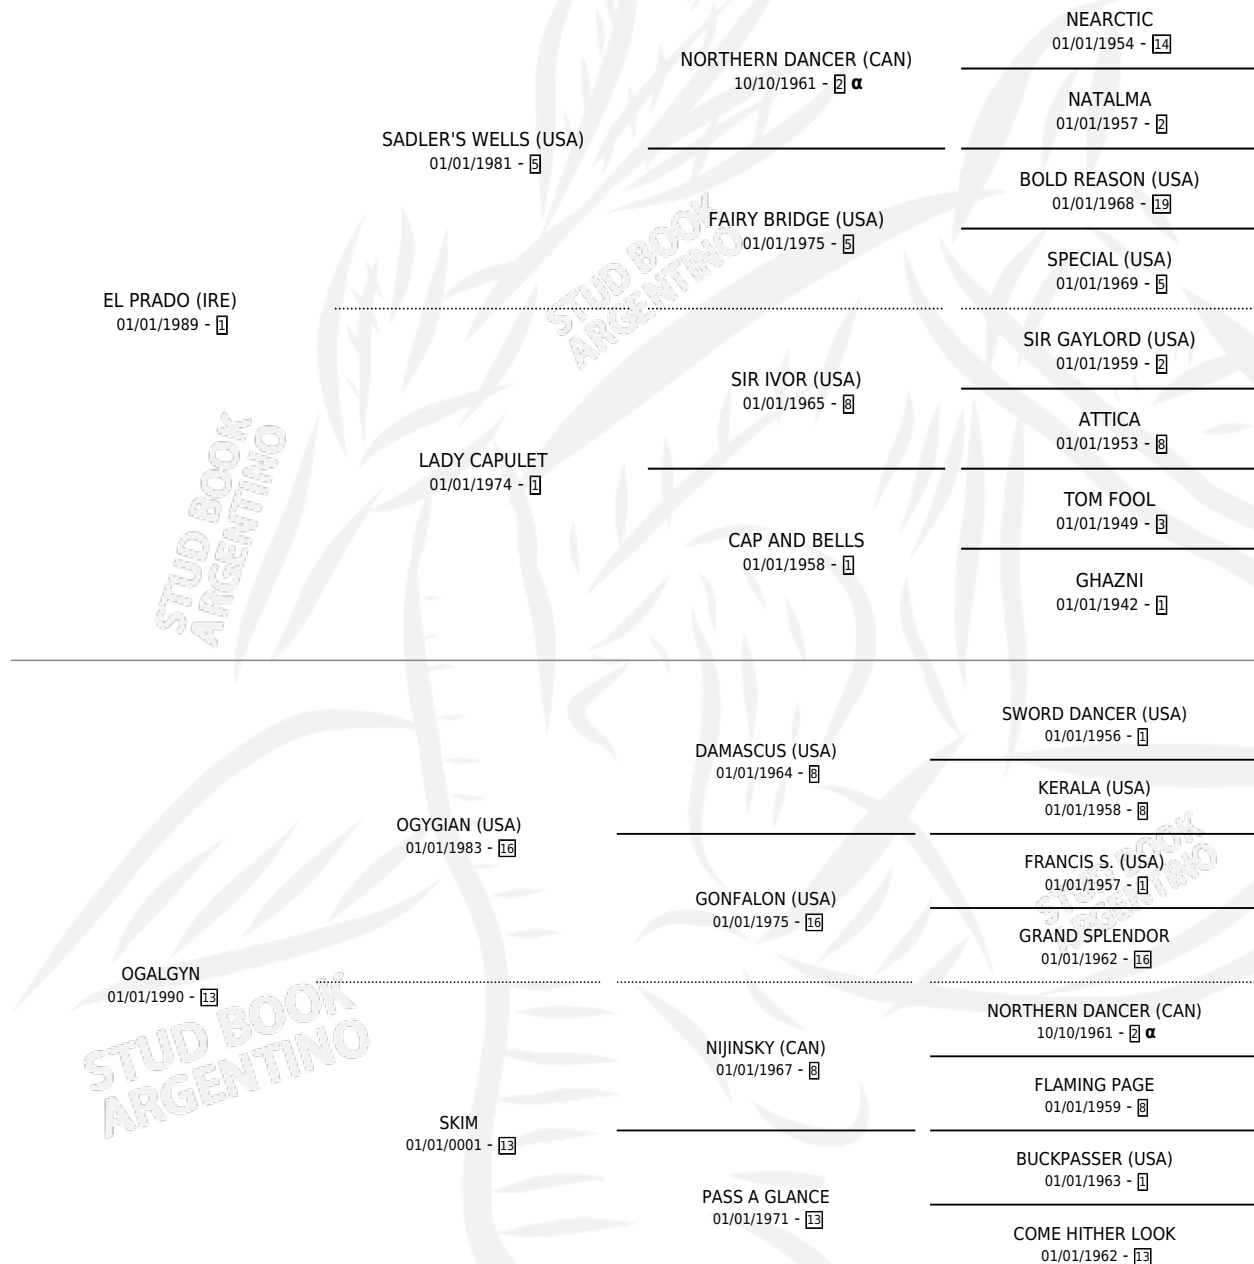 NEARCTIC
01/01/1954 - 14
NORTHERN DANCER (CAN)
10/10/1961 - 2 α
NATALMA
01/01/1957 - 2
SADLER'S WELLS (USA)
01/01/1981 - 5
BOLD REASON (USA)
01/01/1968 - 19
FAIRY BRIDGE (USA)
01/01/1975 - 5
SPECIAL (USA)
01/01/1969 - 5
STUD BOOK
ARGENTINO
EL PRADO (IRE)
01/01/1989 - 1
SIR GAYLORD (USA)
01/01/1959 - 2
SIR IVOR (USA)
01/01/1965 - 8
ATTICA
01/01/1953 - 8
LADY CAPULET
01/01/1974 - 1
TOM FOOL
01/01/1949 - 3
CAP AND BELLS
01/01/1958 - 1
GHAZNI
01/01/1942 - 1
STUD BOOK
ARGENTINO
SWORD DANCER (USA)
01/01/1956 - 1
DAMASCUS (USA)
01/01/1964 - 8
KERALA (USA)
01/01/1958 - 8
OGYGIAN (USA)
01/01/1983 - 16
FRANCIS S. (USA)
01/01/1957 - 1
GONFALON (USA)
01/01/1975 - 16
GRAND SPLENDOR
01/01/1962 - 16
STUD BOOK
ARGENTINO
OGALGYN
01/01/1990 - 13
NORTHERN DANCER (CAN)
10/10/1961 - 2 α
NIJINSKY (CAN)
01/01/1967 - 8
FLAMING PAGE
01/01/1959 - 8
SKIM
01/01/0001 - 13
BUCKPASSER (USA)
01/01/1963 - 1
PASS A GLANCE
01/01/1971 - 13
COME HITHER LOOK
01/01/1962 - 13
STUD BOOK
ARGENTINO